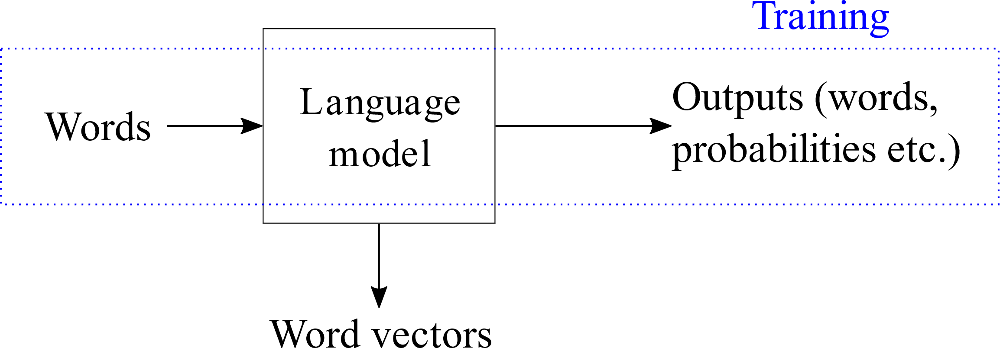 Training
Words
Language
model
Outputs (words,
probabilities etc.)
Word vectors